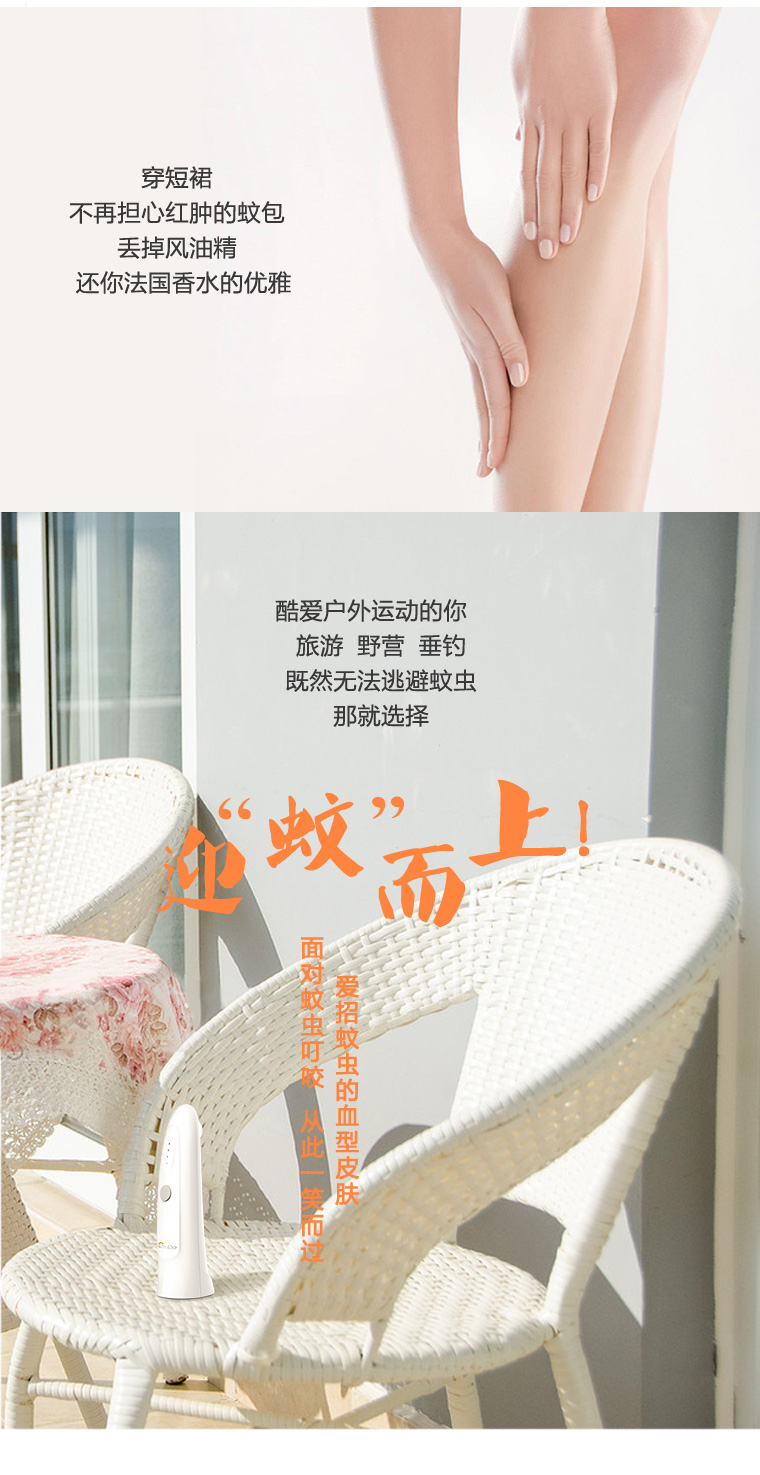 穿短裙
不再担心红肿的蚊包
丢掉风油精
还你法国香水的优雅
酷爱户外运动的你
旅游 野营 垂钓
既然无法逃避蚊虫
那就选择
迎“蚊”而上!
爱招蚊虫的血型皮肤
面对蚊虫叮咬 从此一笑而过